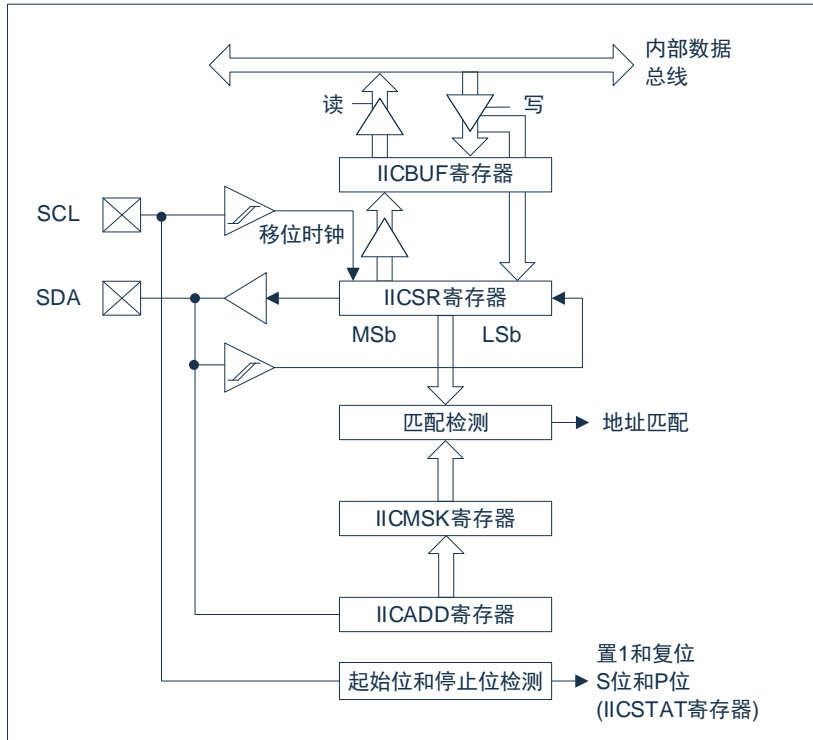 内部数据
总线
读
写
IICBUF寄存器
SCL
移位时钟
SDA
IICSR寄存器
MSb
LSb
匹配检测
地址匹配
IICMSK寄存器
IICADD寄存器
起始位和停止位检测
置1和复位
S位和P位
(IICSTAT寄存器)